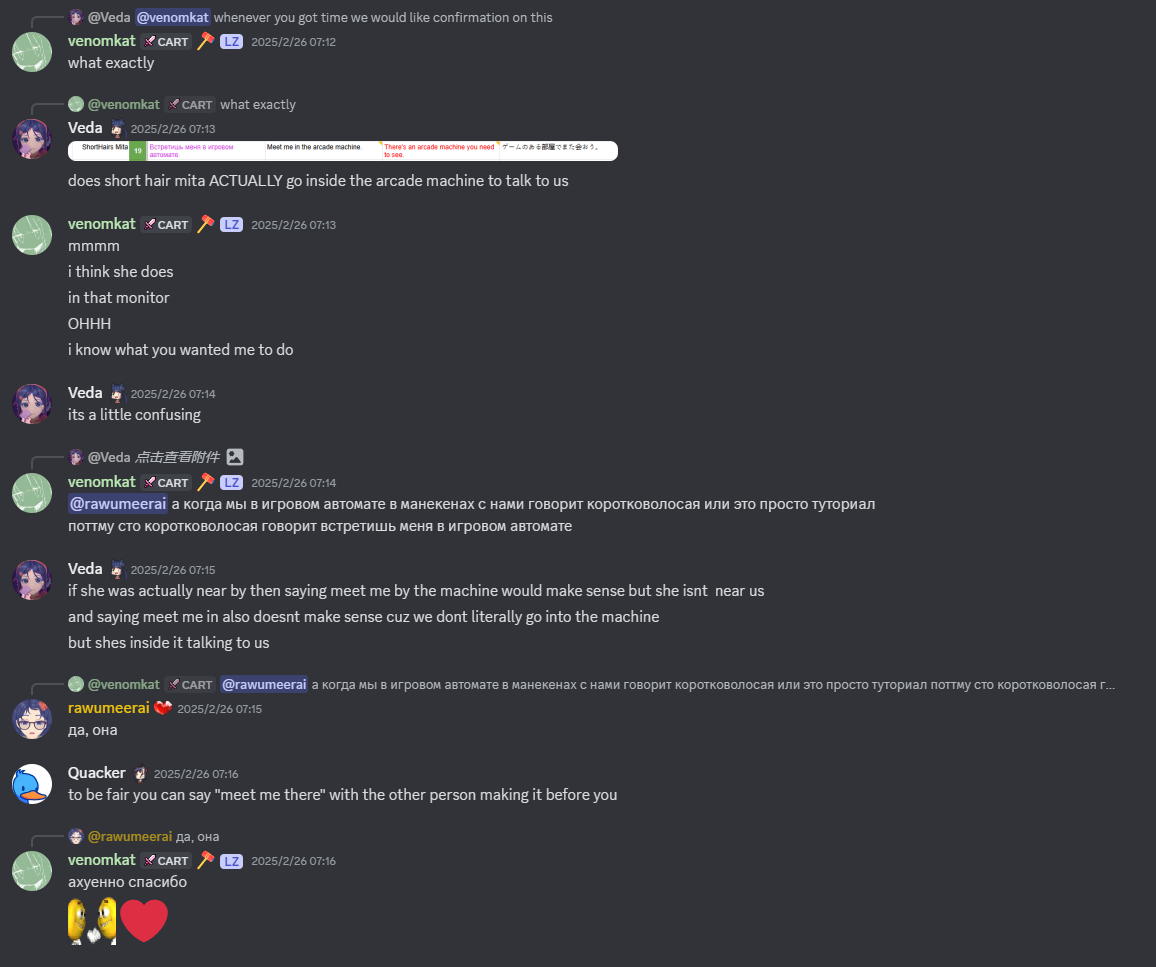 @Veda @venomkat whenever you got time we would like confirmation on this
venomkat CART LZ 2025/2/26 07:12
what exactly
@venomkat CART what exactly
Veda 2025/2/26 07:13
ShortHairs Mita 19 Встретишь меня в игровом автомате. Meet me in the arcade machine. There's an arcade machine you need to see. ゲームのある部屋でまた会おう。
does short hair mita ACTUALLY go inside the arcade machine to talk to us
venomkat CART LZ 2025/2/26 07:13
mmmm
i think she does
in that monitor
OHHH
i know what you wanted me to do
Veda 2025/2/26 07:14
its a little confusing
@Veda 点击查看附件
venomkat CART LZ 2025/2/26 07:14
@rawumeerai а когда мы в игровом автомате в манекенах с нами говорит коротковолосая или это просто туториал
поттму сто коротковолосая говорит встретишь меня в игровом автомате
Veda 2025/2/26 07:15
if she was actually near by then saying meet me by the machine would make sense but she isnt near us
and saying meet me in also doesnt make sense cuz we dont literally go into the machine
but shes inside it talking to us
@venomkat CART @rawumeerai а когда мы в игровом автомате в манекенах с нами говорит коротковолосая или это просто туториал поттму сто коротковолосая г...
rawumeerai 2025/2/26 07:15
да, она
Quacker 2025/2/26 07:16
to be fair you can say "meet me there" with the other person making it before you
@rawumeerai да, она
venomkat CART LZ 2025/2/26 07:16
ахуенно спасибо